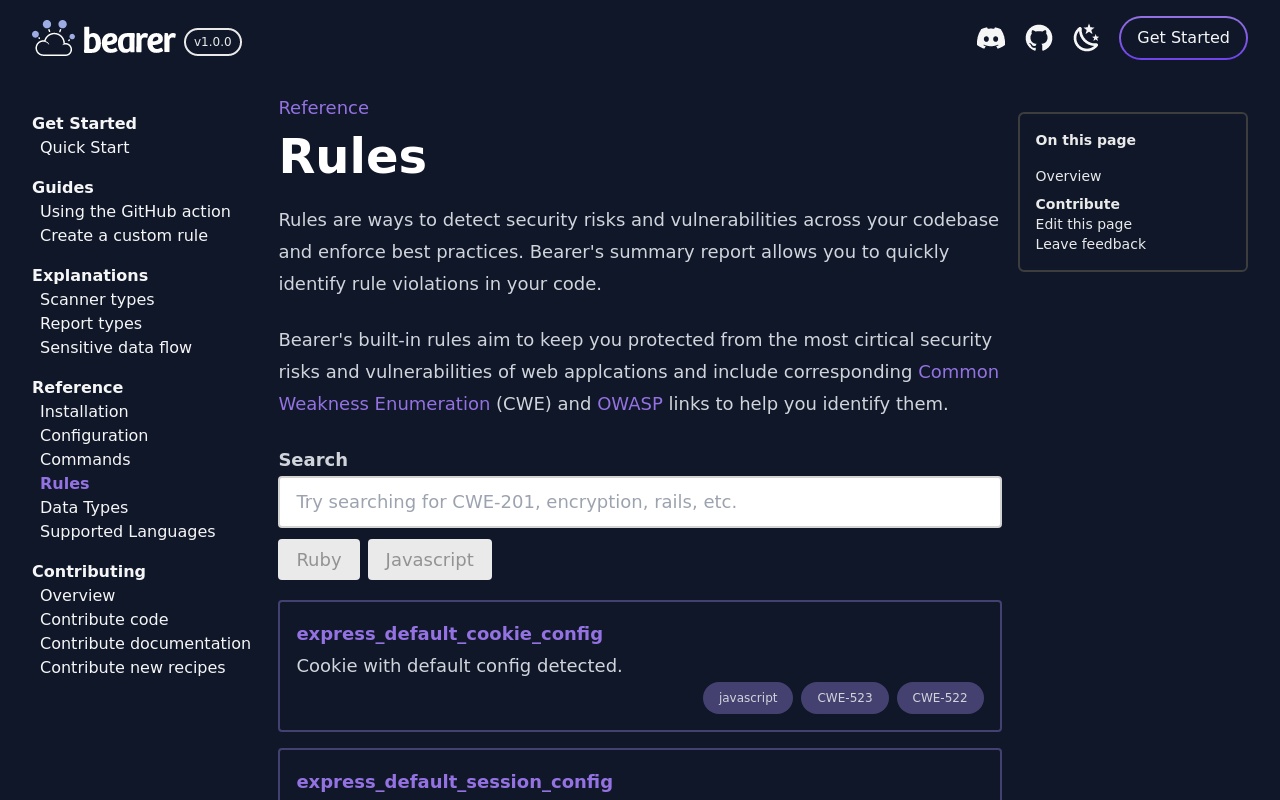 bearer v1.0.0
Get Started
Get Started
Quick Start
Guides
Using the GitHub action
Create a custom rule
Explanations
Scanner types
Report types
Sensitive data flow
Reference
Installation
Configuration
Commands
Rules
Data Types
Supported Languages
Contributing
Overview
Contribute code
Contribute documentation
Contribute new recipes
Reference
Rules
Rules are ways to detect security risks and vulnerabilities across your codebase
and enforce best practices. Bearer's summary report allows you to quickly
identify rule violations in your code.
Bearer's built-in rules aim to keep you protected from the most cirtical security
risks and vulnerabilities of web applcations and include corresponding Common
Weakness Enumeration (CWE) and OWASP links to help you identify them.
Search
Try searching for CWE-201, encryption, rails, etc.
Ruby Javascript
express_default_cookie_config
Cookie with default config detected.
javascript CWE-523 CWE-522
express_default_session_config
On this page
Overview
Contribute
Edit this page
Leave feedback